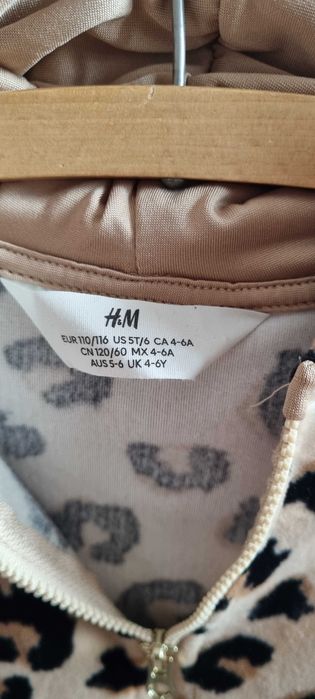 H&M
EUR 110/116 US 5T/6 CA 4-6A
CN 120/60 MX 4-6A
AUS 5-6 UK 4-6Y